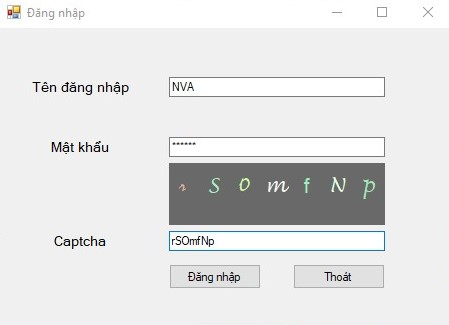 Đăng nhập
Tên đăng nhập NVA
Mật khẩu ******
s S O m f N p
Captcha rSOmfNp
Đăng nhập Thoát